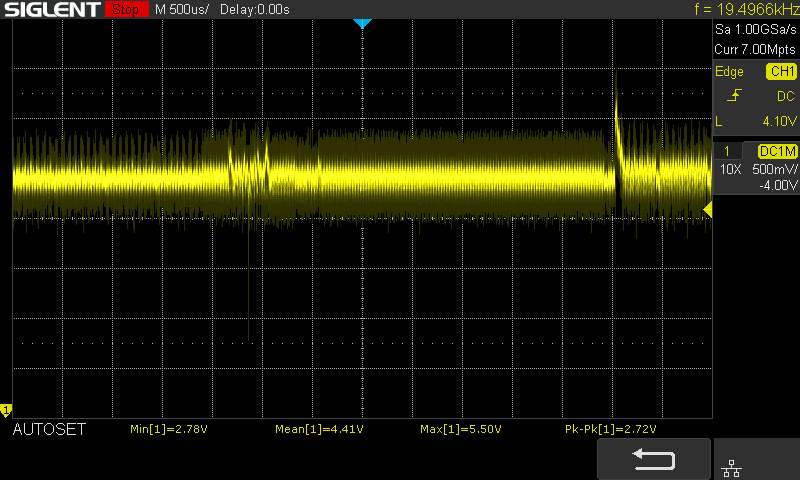 SIGLENT Stop M 500us/ Delay:0.00s f = 19.4966kHz
Sa 1.00GSa/s
Curr 7.00Mpts
Edge CH1
DC
L 4.10V
1 DC1M
10X 500mV/
-4.00V
1
AUTOSET Min[1]=2.78V Mean[1]=4.41V Max[1]=5.50V Pk-Pk[1]=2.72V